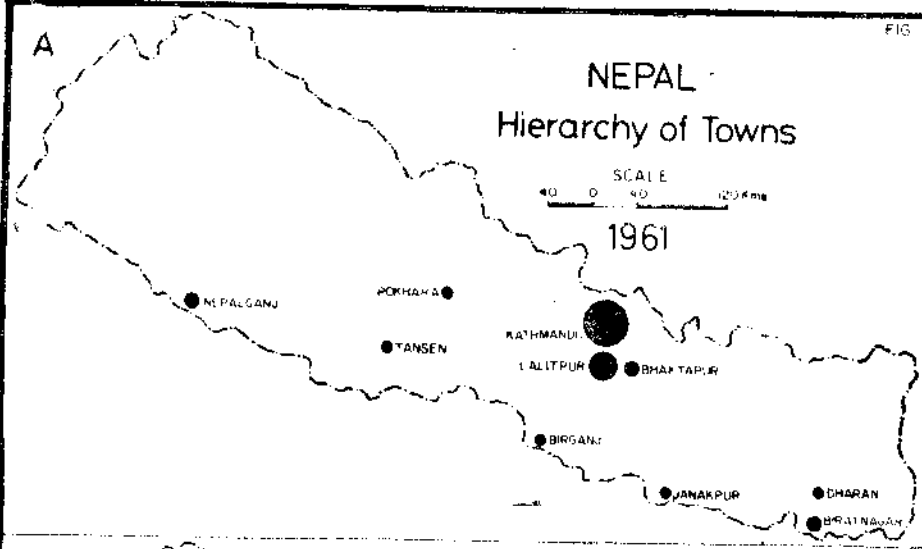 A
FIG
NEPAL
Hierarchy of Towns
SCALE
40 0 40 120 Kms
1961
NEPALGANJ
POKHARA
TANSEN
KATHMANDU
LALITPUR
BHAKTAPUR
BIRGANJ
JANAKPUR
DHARAN
BIRATNAGAR